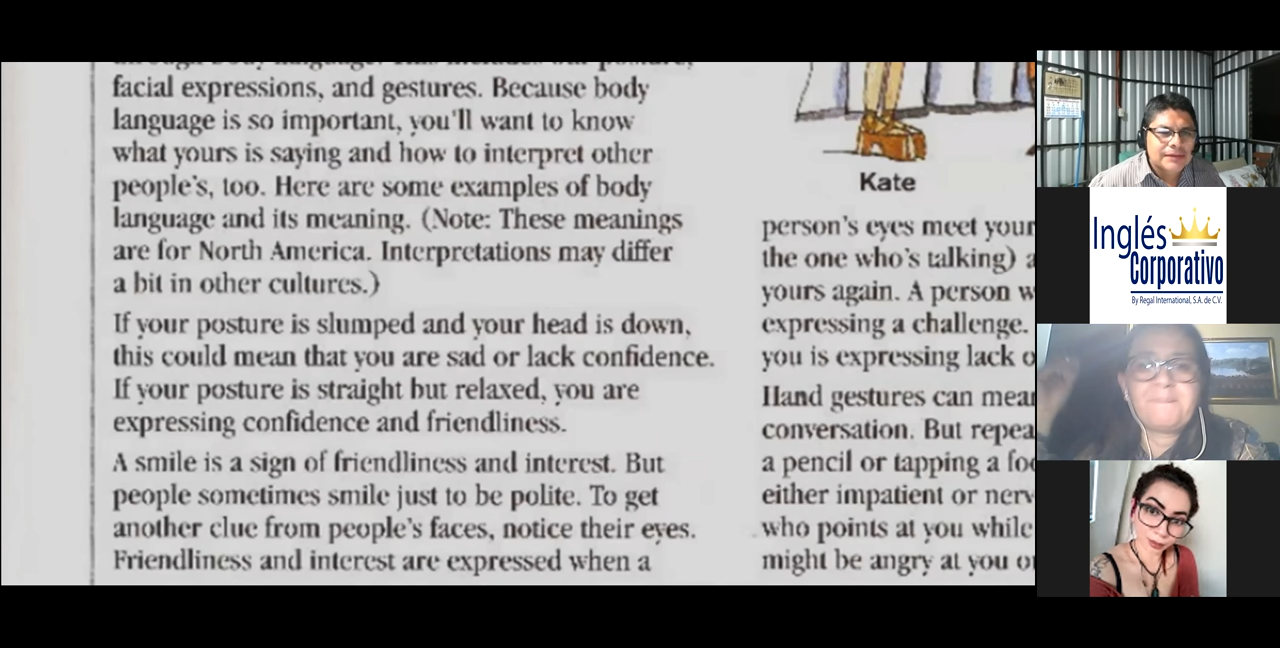 facial expressions, and gestures. Because body
language is so important, you'll want to know
what yours is saying and how to interpret other
people's, too. Here are some examples of body
language and its meaning. (Note: These meanings
are for North America. Interpretations may differ
a bit in other cultures.)
If your posture is slumped and your head is down,
this could mean that you are sad or lack confidence.
If your posture is straight but relaxed, you are
expressing confidence and friendliness.
A smile is a sign of friendliness and interest. But
people sometimes smile just to be polite. To get
another clue from people's faces, notice their eyes.
Friendliness and interest are expressed when a
Kate
person's eyes meet your
the one who's talking) a
yours again. A person w
expressing a challenge.
you is expressing lack o
Hand gestures can mea
conversation. But repea
a pencil or tapping a fo
either impatient or nerv
who points at you while
might be angry at you o
Inglés
Corporativo
By Regal International, S.A. de C.V.